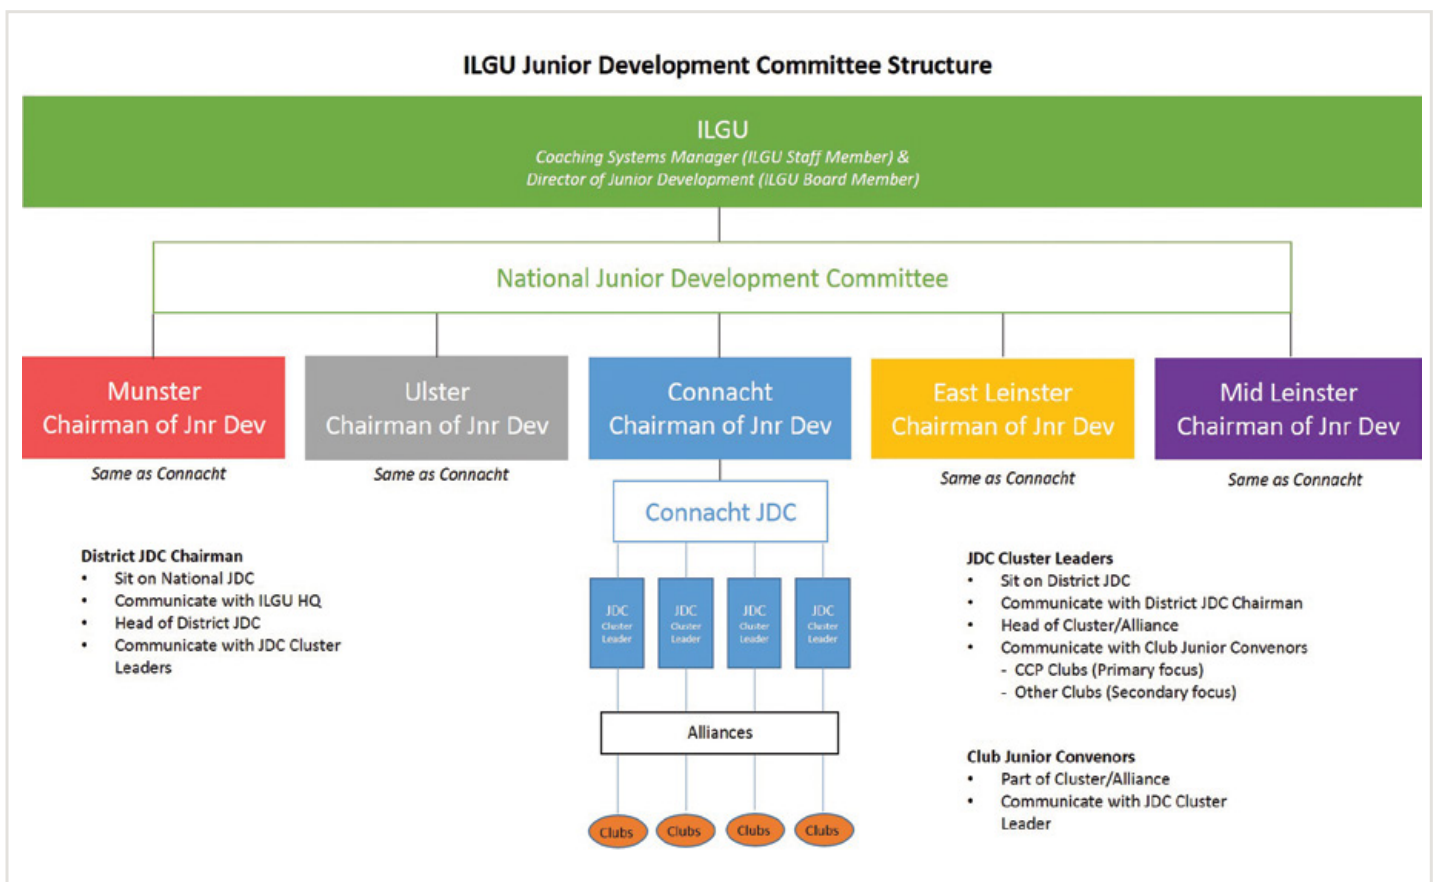 ILGU Junior Development Committee Structure
ILGU
Coaching Systems Manager (ILGU Staff Member) &
Director of Junior Development (ILGU Board Member)
National Junior Development Committee
Munster
Chairman of Jnr Dev
Same as Connacht
Ulster
Chairman of Jnr Dev
Same as Connacht
Connacht
Chairman of Jnr Dev
East Leinster
Chairman of Jnr Dev
Same as Connacht
Mid Leinster
Chairman of Jnr Dev
Same as Connacht
Connacht JDC
JDC
Cluster
Leader
JDC
Cluster
Leader
JDC
Cluster
Leader
JDC
Cluster
Leader
Alliances
Clubs
Clubs
Clubs
Clubs
District JDC Chairman
• Sit on National JDC
• Communicate with ILGU HQ
• Head of District JDC
• Communicate with JDC Cluster
Leaders
JDC Cluster Leaders
• Sit on District JDC
• Communicate with District JDC Chairman
• Head of Cluster/Alliance
• Communicate with Club Junior Convenors
- CCP Clubs (Primary focus)
- Other Clubs (Secondary focus)
Club Junior Convenors
• Part of Cluster/Alliance
• Communicate with JDC Cluster
Leader